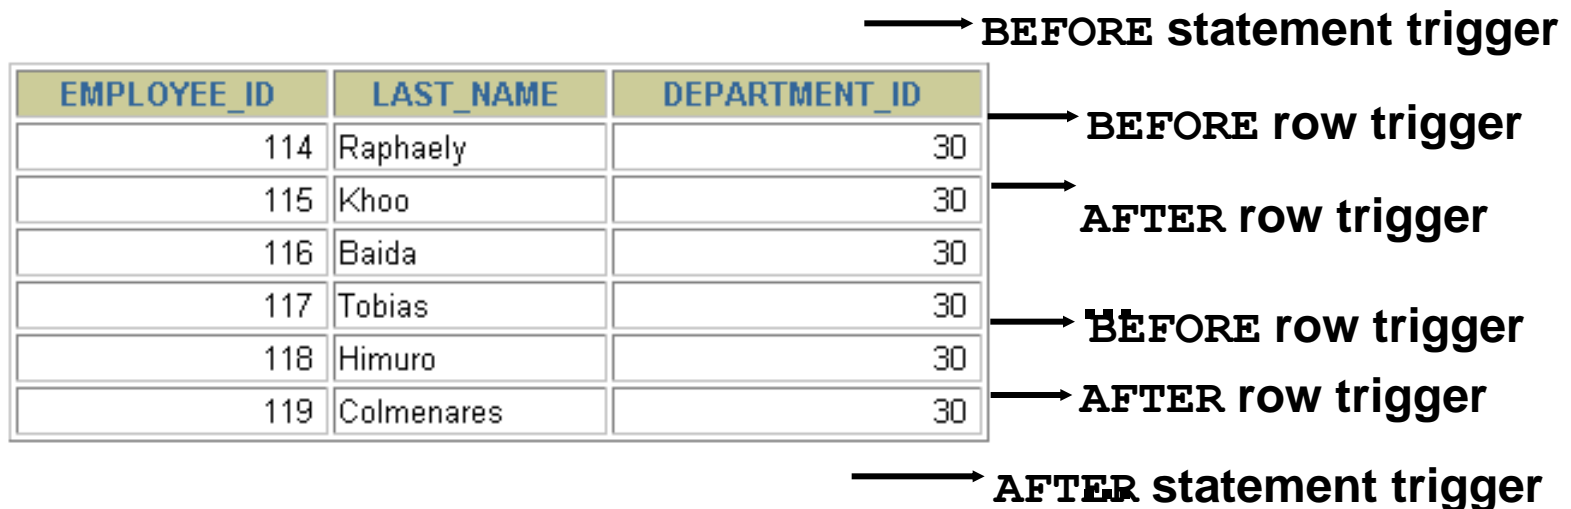 BEFORE statement trigger
EMPLOYEE_ID LAST_NAME DEPARTMENT_ID
BEFORE row trigger
114 Raphaely 30
115 Khoo 30
AFTER row trigger
116 Baida 30
117 Tobias 30
...
BEFORE row trigger
118 Himuro 30
AFTER row trigger
119 Colmenares 30
AFTER statement trigger
...